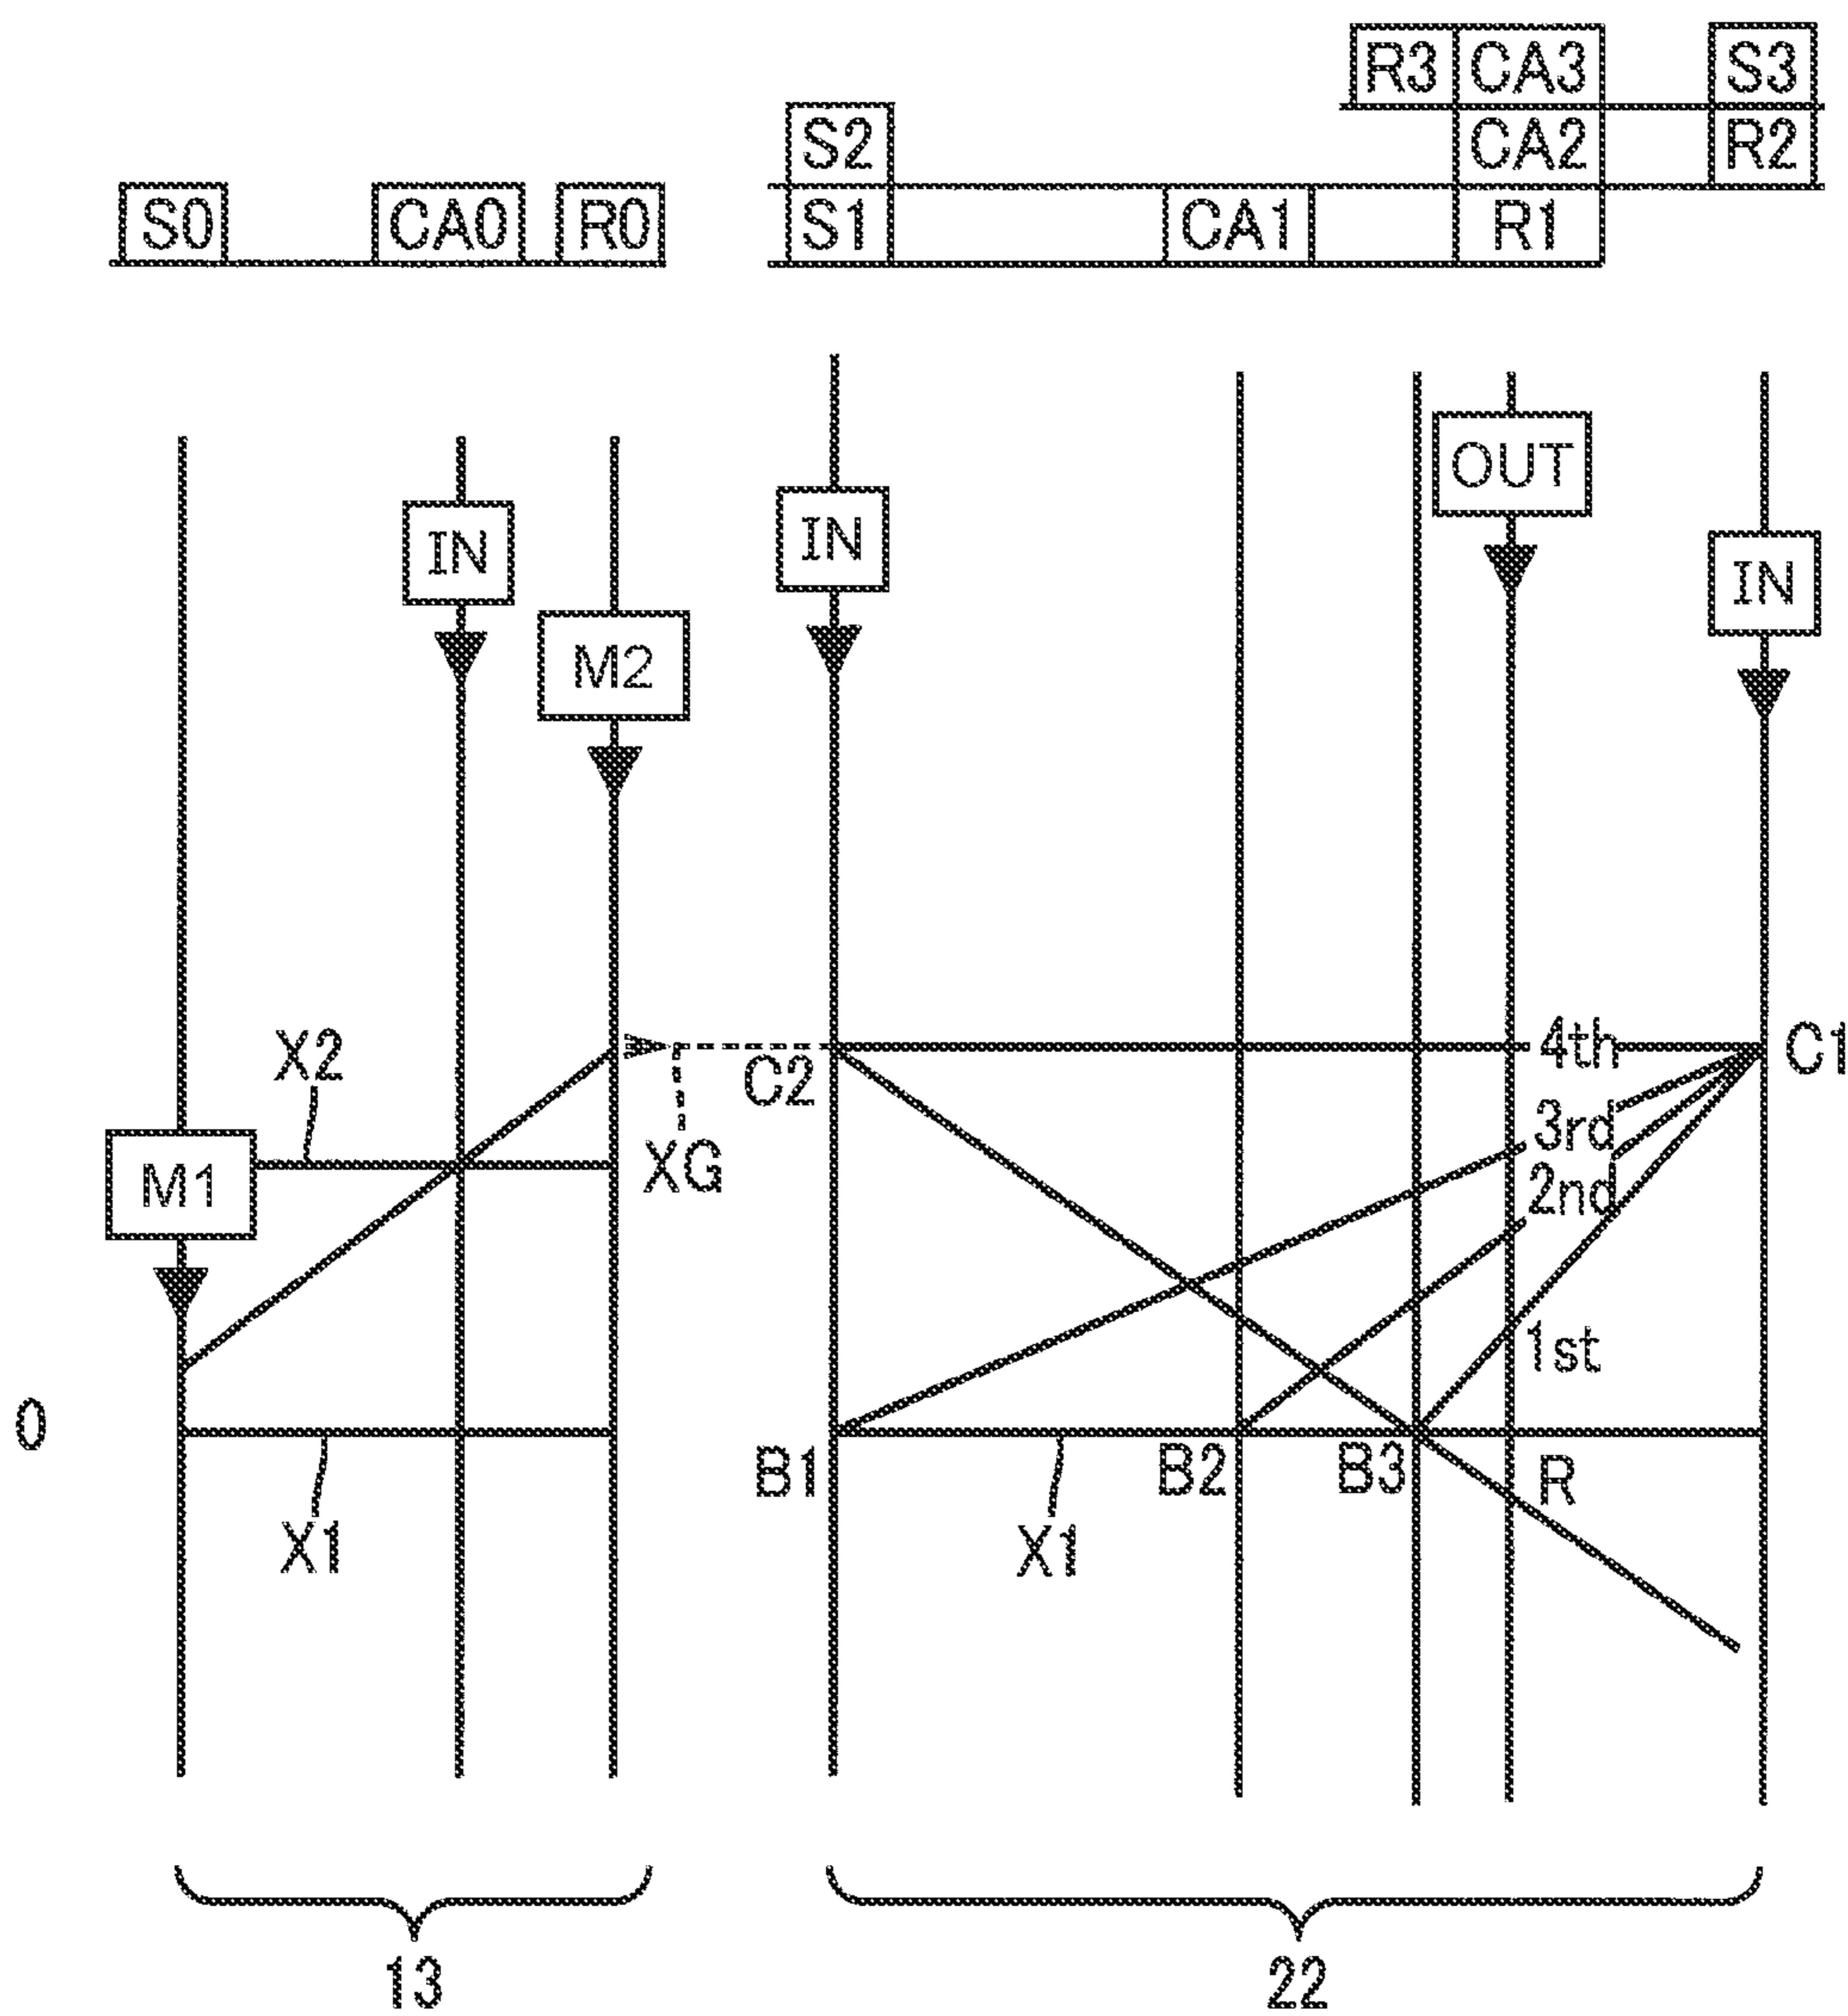 R3 CA3 S3
S2 CA2 R2
S0 CA0 R0 S1 CA1 R1
OUT
IN IN IN
M2
X2 C2 4th C1
3rd
M1 XG 2nd
1st
0
B1 B2 B3 R
X1 X1
13 22